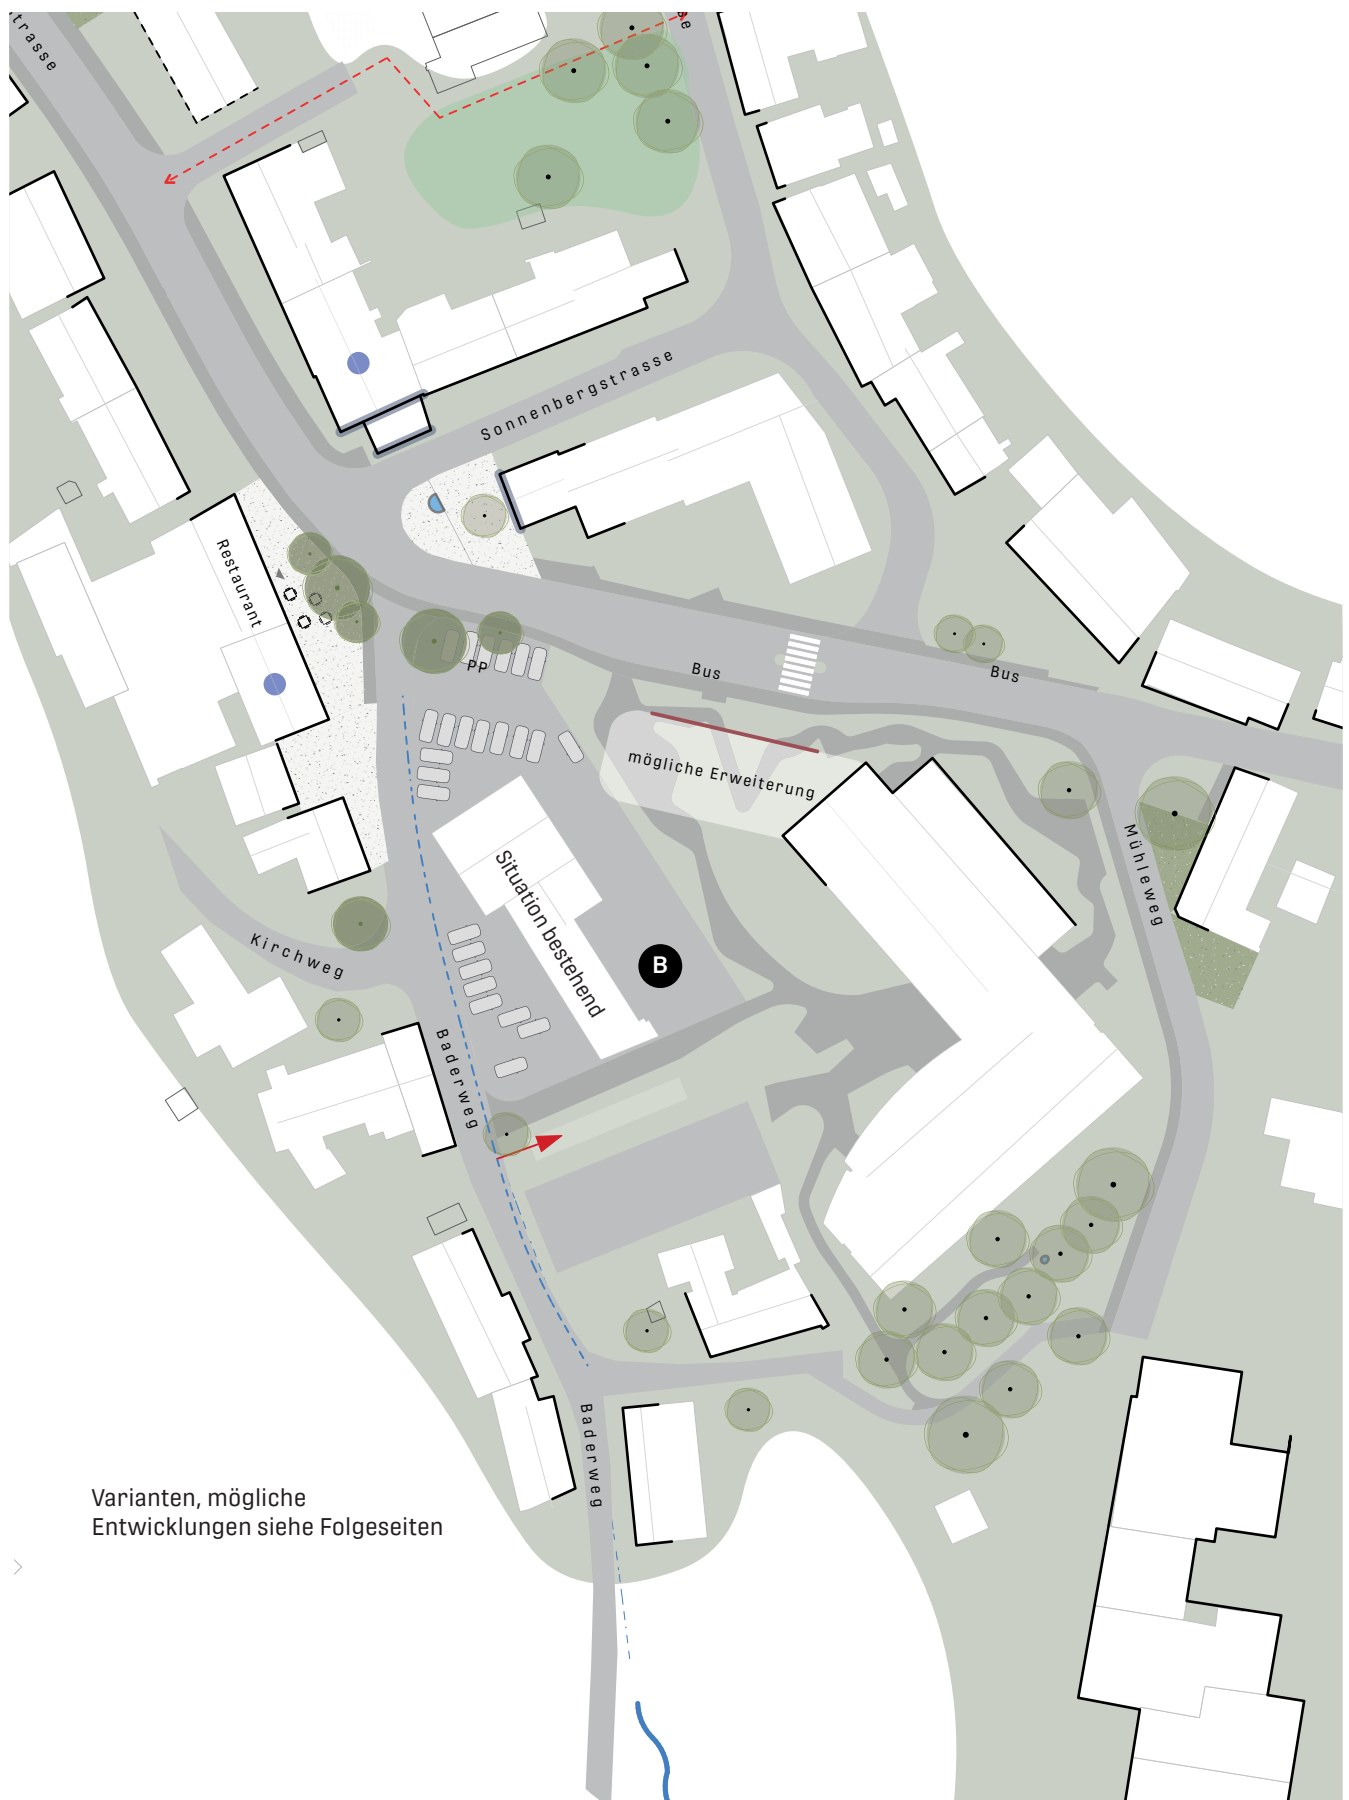 trasse
se
Sonnenbergstrasse
Restaurant
PP
Bus
Bus
mögliche Erweiterung
Mühleweg
Situation bestehend
B
Kirchweg
Baderweg
Baderweg
Varianten, mögliche
Entwicklungen siehe Folgeseiten